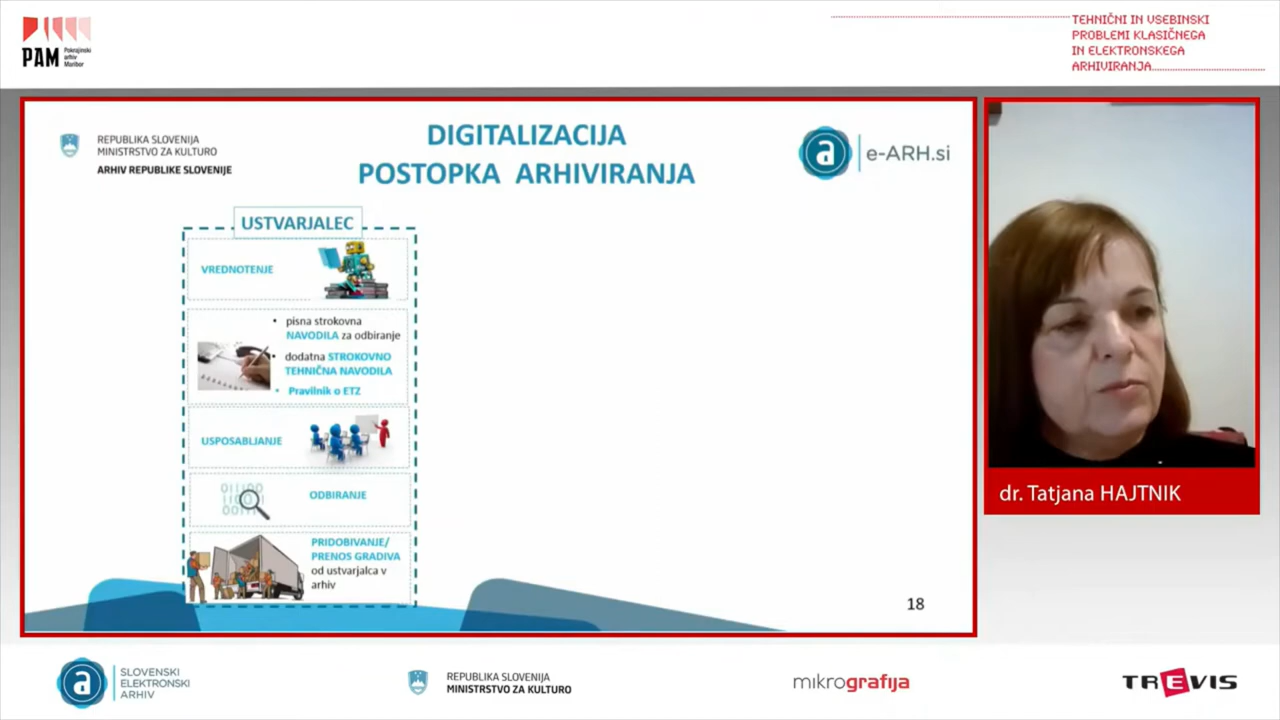 PAM
Pokrajinski
arhiv
Maribor
TEHNIČNI IN VSEBINSKI
PROBLEMI KLASIČNEGA
IN ELEKTRONSKEGA
ARHIVIRANJA
REPUBLIKA SLOVENIJA
MINISTRSTVO ZA KULTURO
ARHIV REPUBLIKE SLOVENIJE
DIGITALIZACIJA
POSTOPKA ARHIVIRANJA
a e-ARH.si
USTVARJALEC
VREDNOTENJE
• pisna strokovna
NAVODILA za odbiranje
• dodatna STROKOVNO
TEHNIČNA NAVODILA
• Pravilnik o ETZ
USPOSABLJANJE
ODBIRANJE
PRIDOBIVANJE/
PRENOS GRADIVA
od ustvarjalca v
arhiv
18
dr. Tatjana HAJTNIK
a SLOVENSKI
ELEKTRONSKI
ARHIV
REPUBLIKA SLOVENIJA
MINISTRSTVO ZA KULTURO
mikrografija
TREVIS